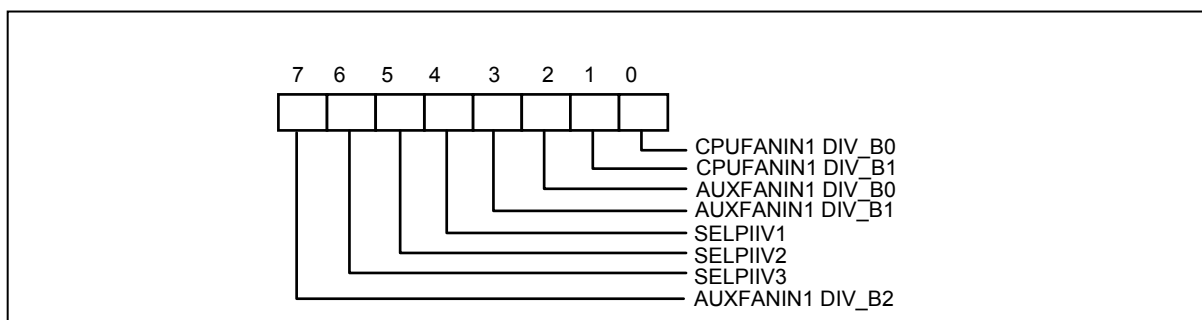 7 6 5 4 3 2 1 0
CPUFANIN1 DIV_B0
CPUFANIN1 DIV_B1
AUXFANIN1 DIV_B0
AUXFANIN1 DIV_B1
SELPIIV1
SELPIIV2
SELPIIV3
AUXFANIN1 DIV_B2